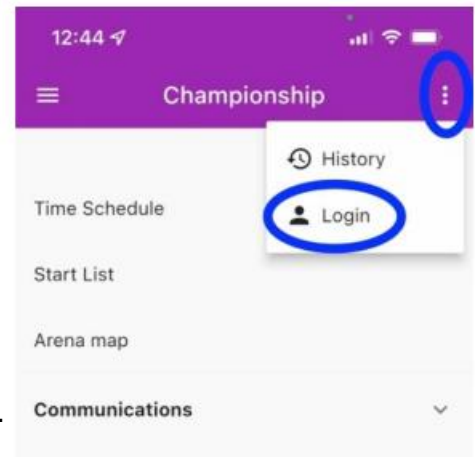 12:44
Championship
History
Time Schedule
Login
Start List
Arena map
Communications
.